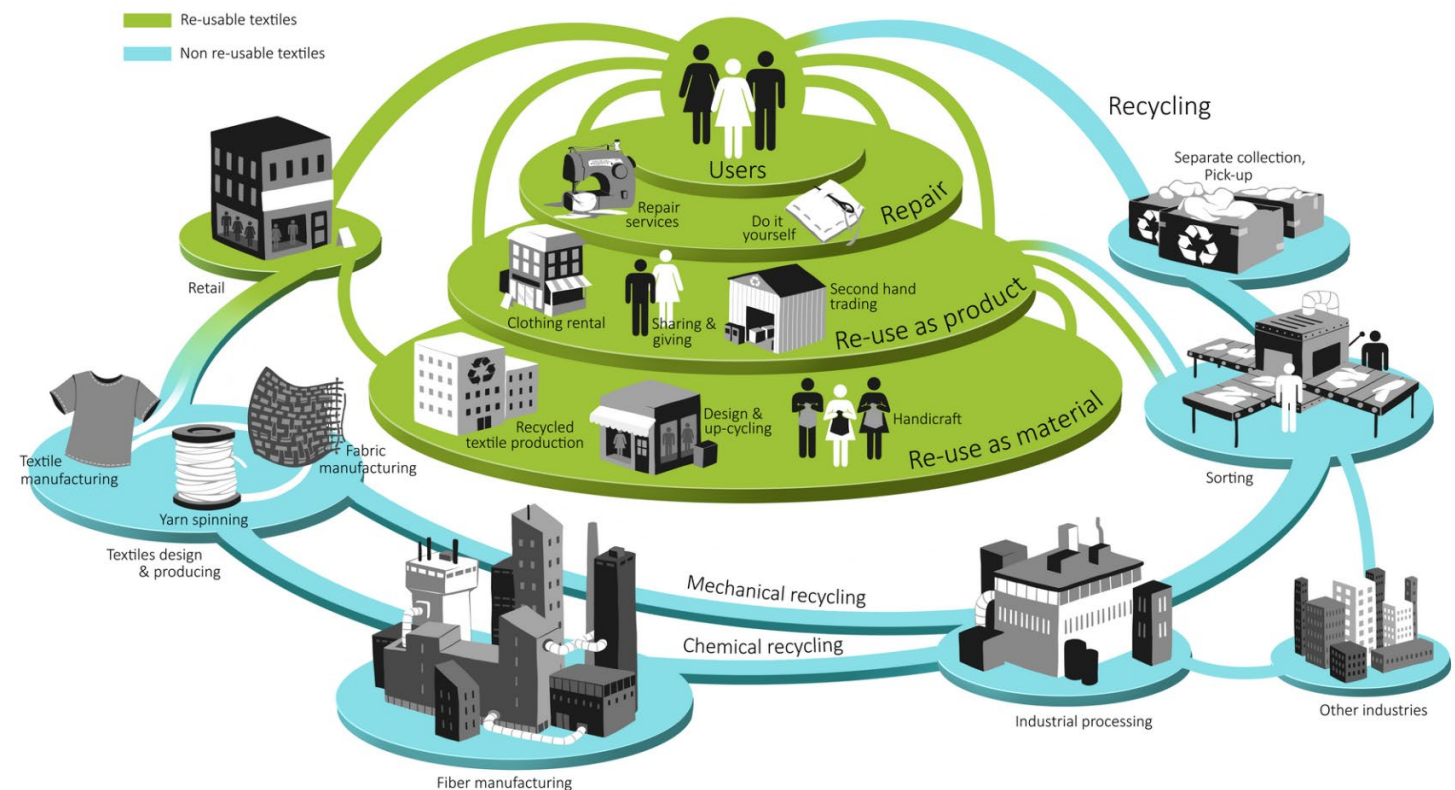 Re-usable textiles
Non re-usable textiles
Users
Recycling
Separate collection,
Pick-up
Repair
services
Do it
yourself
Repair
Retail
Clothing rental
Sharing &
giving
Second hand
trading
Re-use as product
Recycled
textile production
Design &
up-cycling
Handicraft
Re-use as material
Sorting
Textile
manufacturing
Fabric
manufacturing
Yarn spinning
Textiles design
& producing
Mechanical recycling
Chemical recycling
Fiber manufacturing
Industrial processing
Other industries